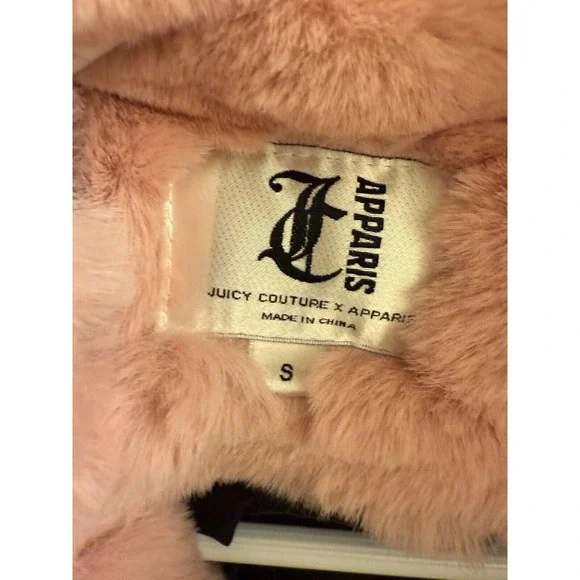 JC
APPARIS
JUICY COUTURE X APPARIS
MADE IN CHINA
S